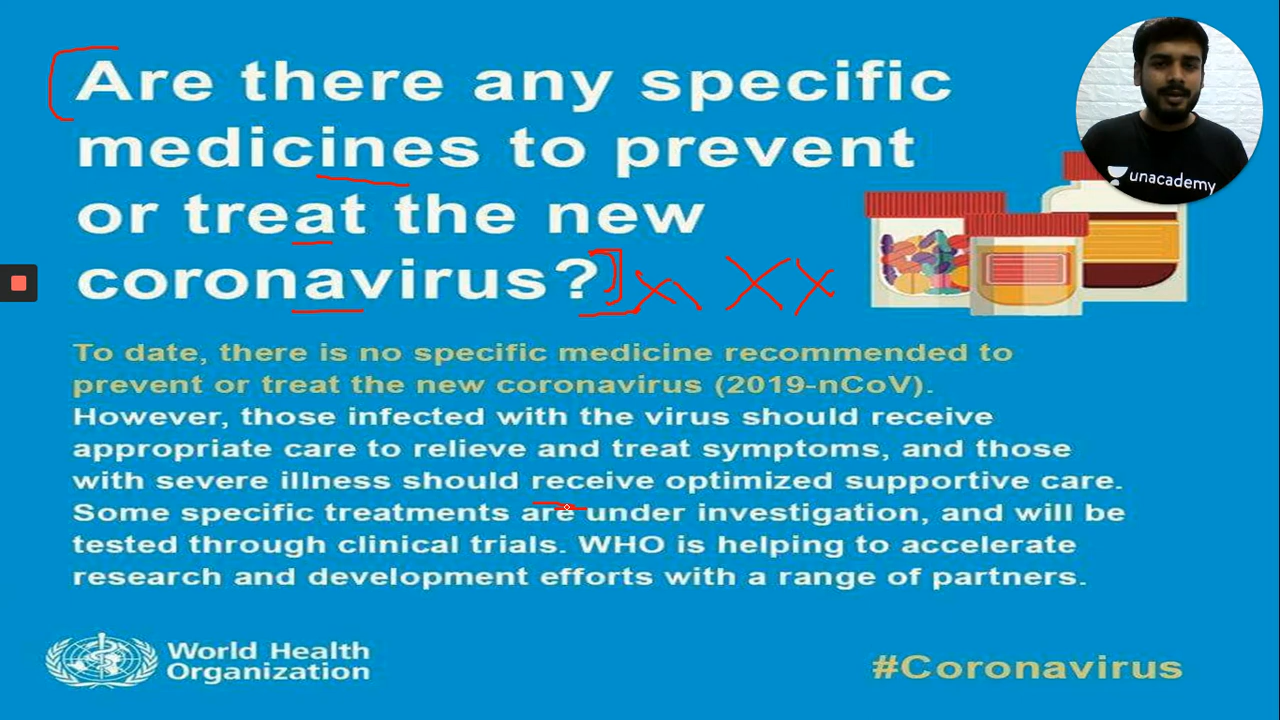 Are there any specific
medicines to prevent
or treat the new
coronavirus?
unacademy
To date, there is no specific medicine recommended to
prevent or treat the new coronavirus (2019-nCoV).
However, those infected with the virus should receive
appropriate care to relieve and treat symptoms, and those
with severe illness should receive optimized supportive care.
Some specific treatments are under investigation, and will be
tested through clinical trials. WHO is helping to accelerate
research and development efforts with a range of partners.
World Health
Organization
#Coronavirus